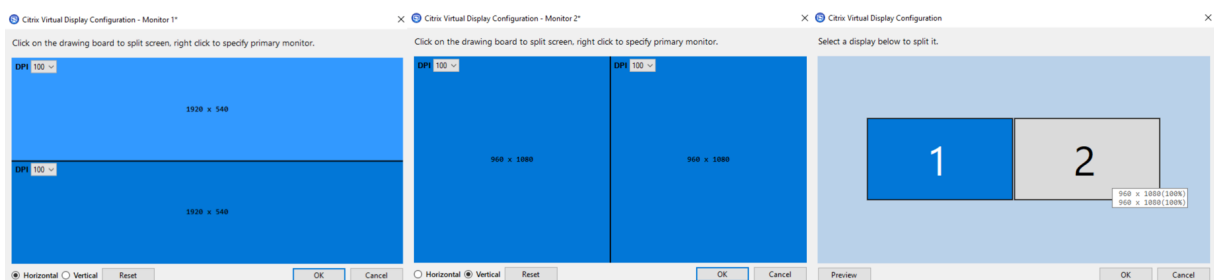 Citrix Virtual Display Configuration - Monitor 1*
Click on the drawing board to split screen, right click to specify primary monitor.
DPI 100
1920 x 540
DPI 100
1920 x 540
Horizontal Vertical Reset OK Cancel
Citrix Virtual Display Configuration - Monitor 2*
Click on the drawing board to split screen, right click to specify primary monitor.
DPI 100 DPI 100
960 x 1080 960 x 1080
Horizontal Vertical Reset OK Cancel
Citrix Virtual Display Configuration
Select a display below to split it.
1 2
960 x 1080(100%)
960 x 1080(100%)
Preview OK Cancel